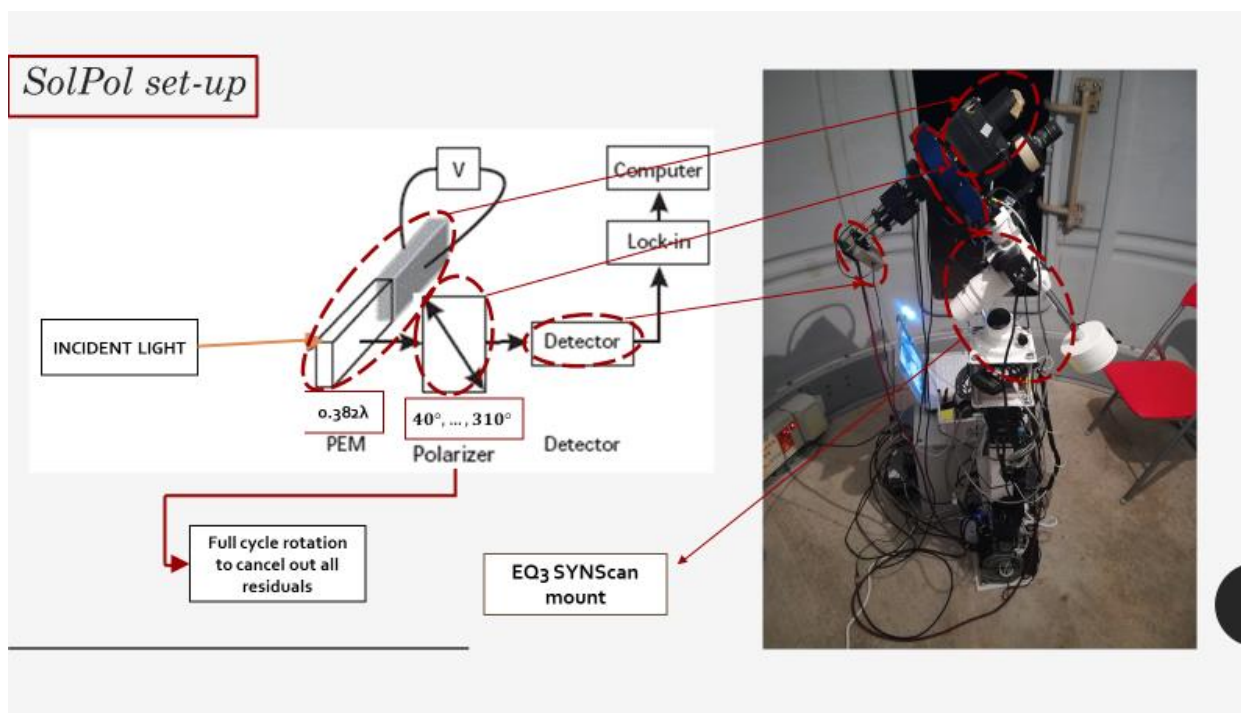 SolPol set-up
V
Computer
Lock-in
INCIDENT LIGHT
Detector
0.382λ
40°, ... , 310°
PEM
Polarizer
Detector
Full cycle rotation
to cancel out all
residuals
EQ3 SYNScan
mount